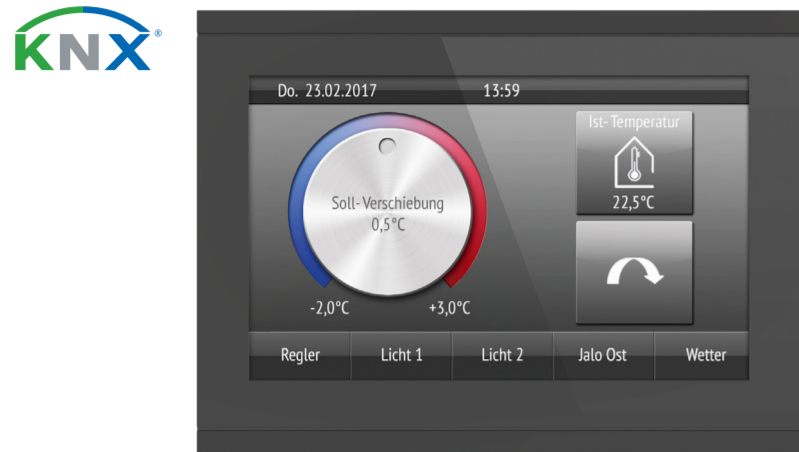 KNX®
Do. 23.02.2017 13:59
Ist-Temperatur
22,5°C
Soll-Verschiebung
0,5°C
-2,0°C +3,0°C
Regler Licht 1 Licht 2 Jalo Ost Wetter